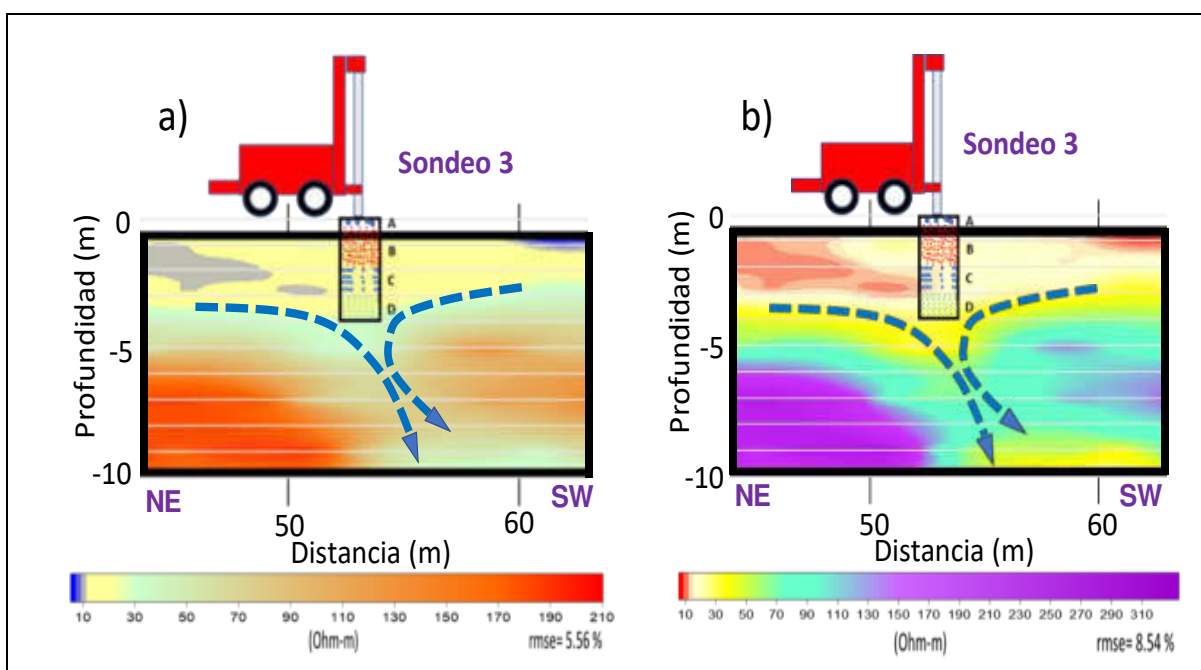 a)
Sondeo 3
0
A
B
C
D
-5
-10
Profundidad (m)
NE
SW
50
60
Distancia (m)
10 30 50 70 90 110 130 150 170 190 210
(Ohm-m)
rmse= 5.56 %
b)
Sondeo 3
0
A
B
C
D
-5
-10
Profundidad (m)
NE
SW
50
60
Distancia (m)
10 30 50 70 90 110 130 150 170 190 210 230 250 270 290 310
(Ohm-m)
rmse= 8.54 %